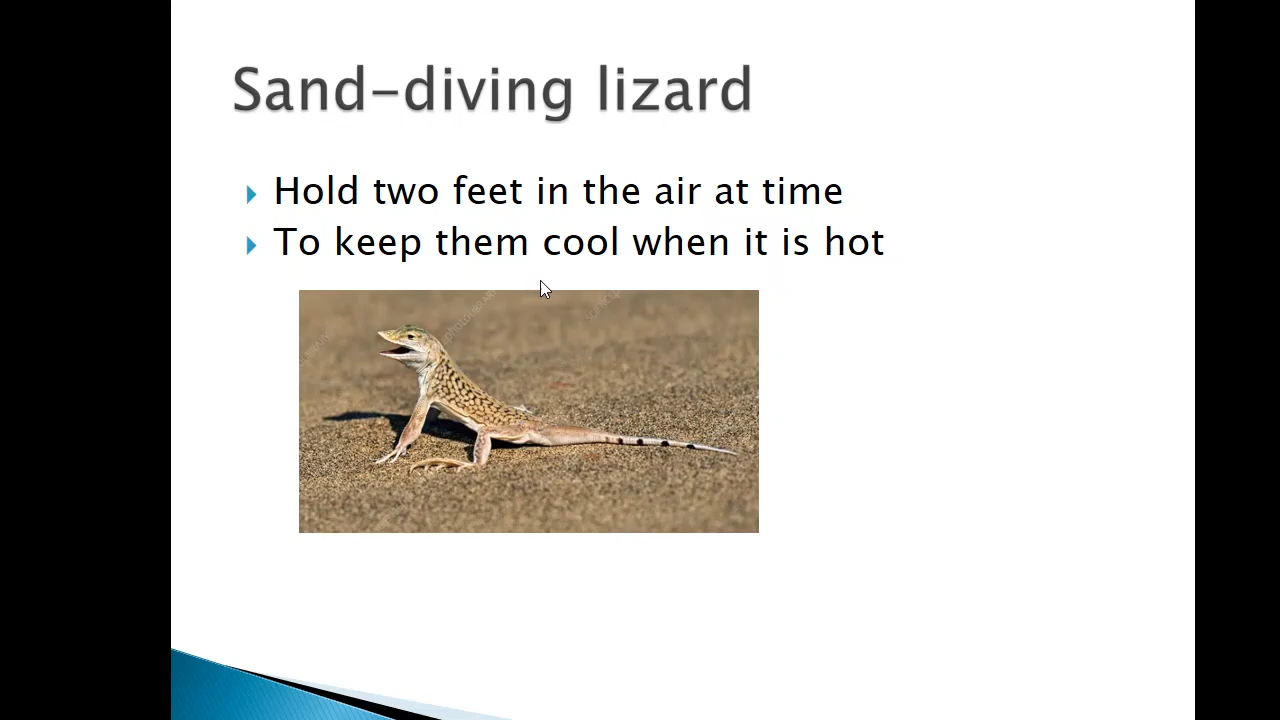 Sand-diving lizard
Hold two feet in the air at time
To keep them cool when it is hot